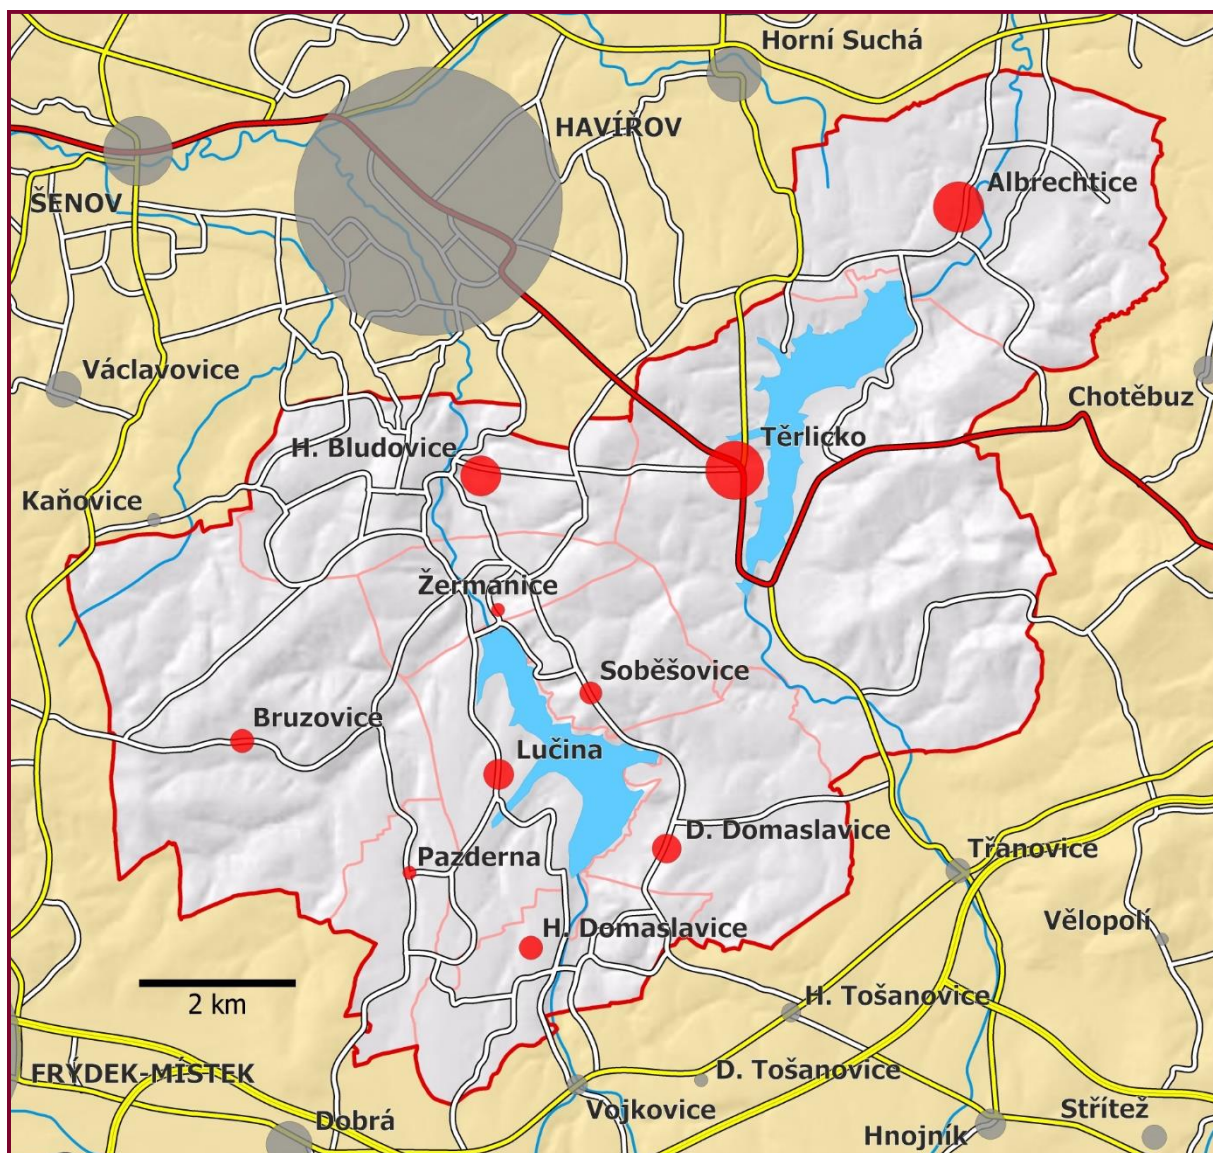 Horní Suchá
HAVÍŘOV
Albrechtice
ŠENOV
Václavovice
Chotěbuz
Těrlicko
H. Bludovice
Kaňovice
Žermanice
Soběšovice
Bruzovice
Lučina
D. Domaslavice
Pazderna
Třanovice
Vělopolí
H. Domaslavice
2 km
H. Tošanovice
FRÝDEK-MÍSTEK
D. Tošanovice
Vojkovice
Střítež
Dobrá
Hnojník